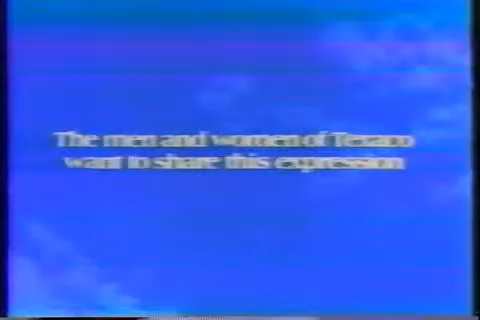 The men and women of Texaco
want to share this expression